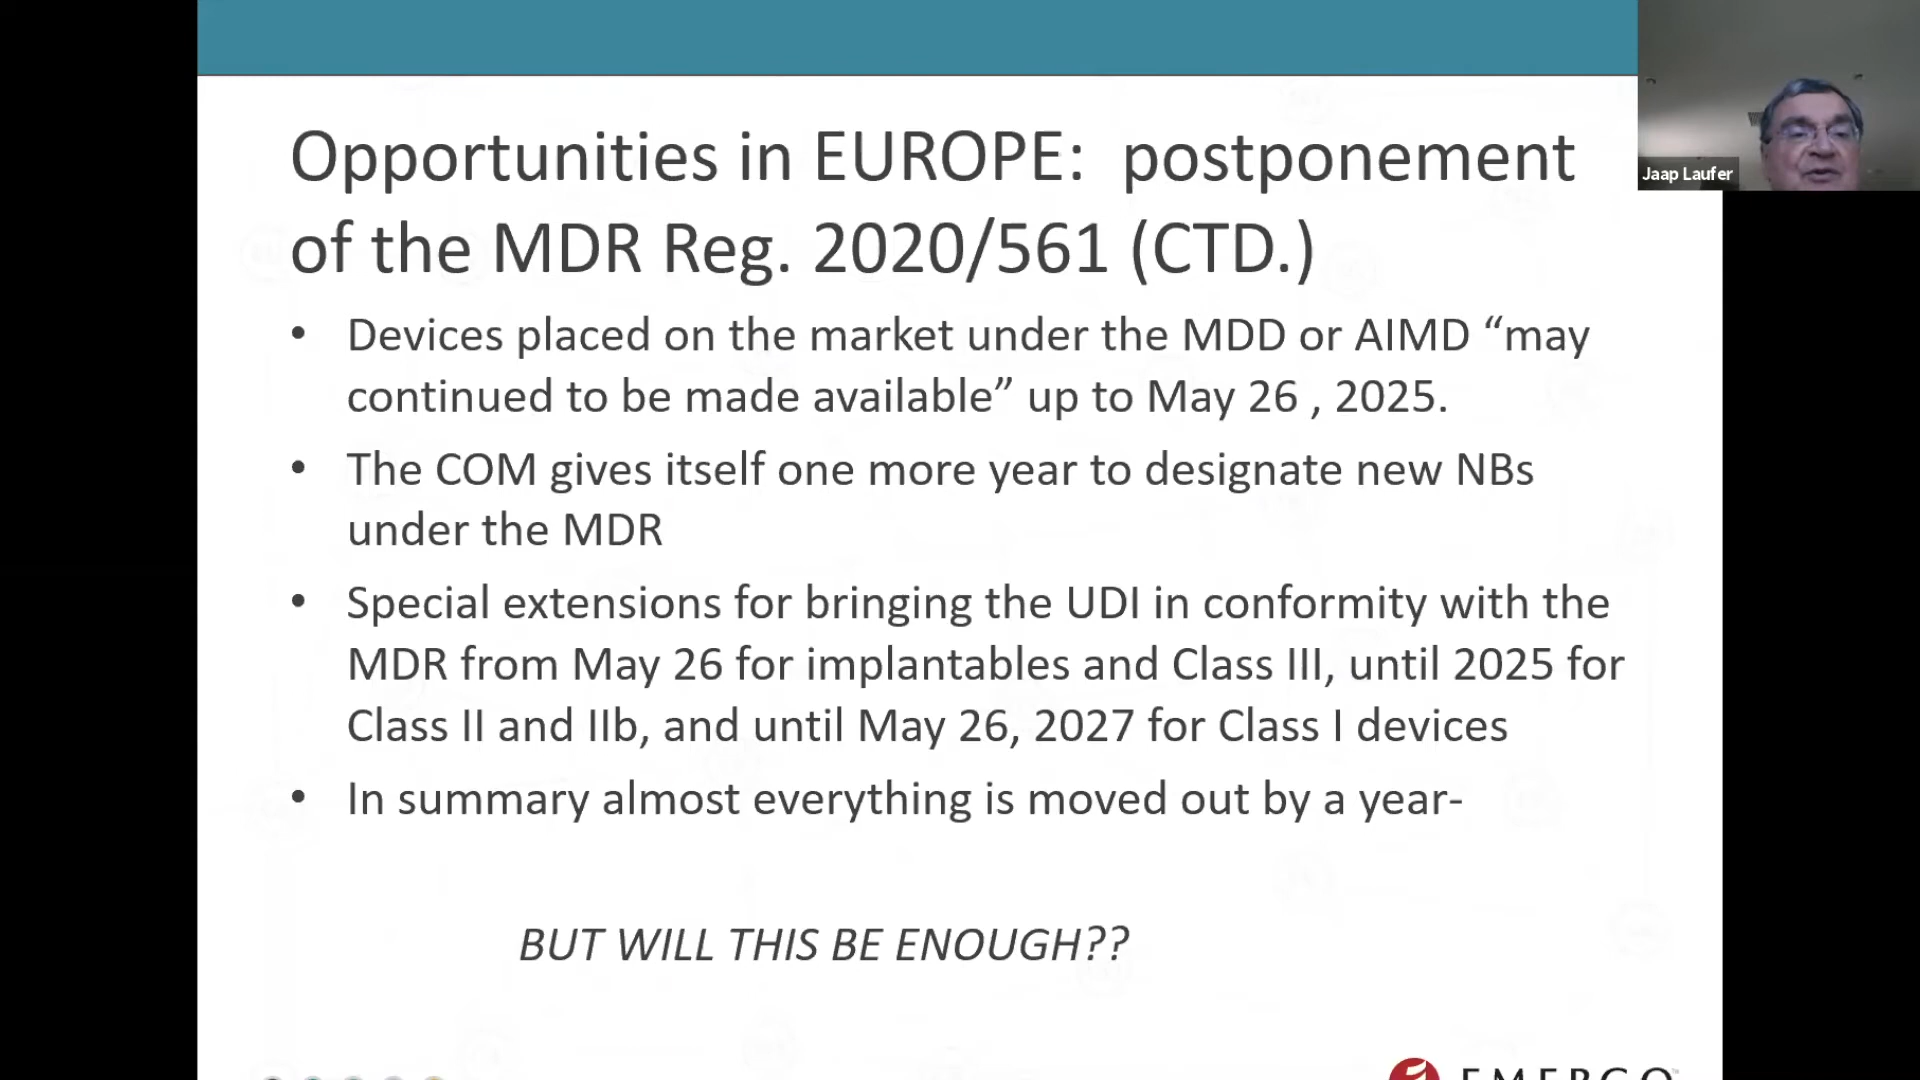 Opportunities in EUROPE:  postponement
of the MDR Reg. 2020/561 (CTD.)
Jaap Laufer
• Devices placed on the market under the MDD or AIMD “may
continued to be made available” up to May 26 , 2025.
• The COM gives itself one more year to designate new NBs
under the MDR
• Special extensions for bringing the UDI in conformity with the
MDR from May 26 for implantables and Class III, until 2025 for
Class II and IIb, and until May 26, 2027 for Class I devices
• In summary almost everything is moved out by a year-
BUT WILL THIS BE ENOUGH??
EMERGO